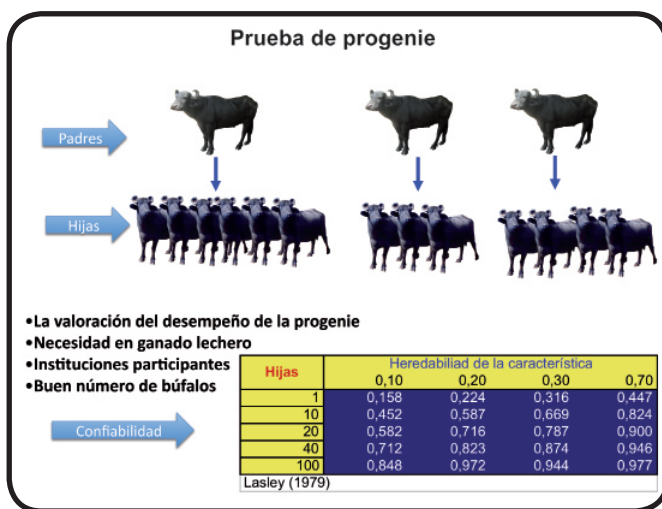 Prueba de progenie
Padres
Hijas
•La valoración del desempeño de la progenie
•Necesidad en ganado lechero
•Instituciones participantes
•Buen número de búfalos
Confiabilidad
Hijas Heredabiliad de la característica
0,10 0,20 0,30 0,70
1 0,158 0,224 0,316 0,447
10 0,452 0,587 0,669 0,824
20 0,582 0,716 0,787 0,900
40 0,712 0,823 0,874 0,946
100 0,848 0,972 0,944 0,977
Lasley (1979)